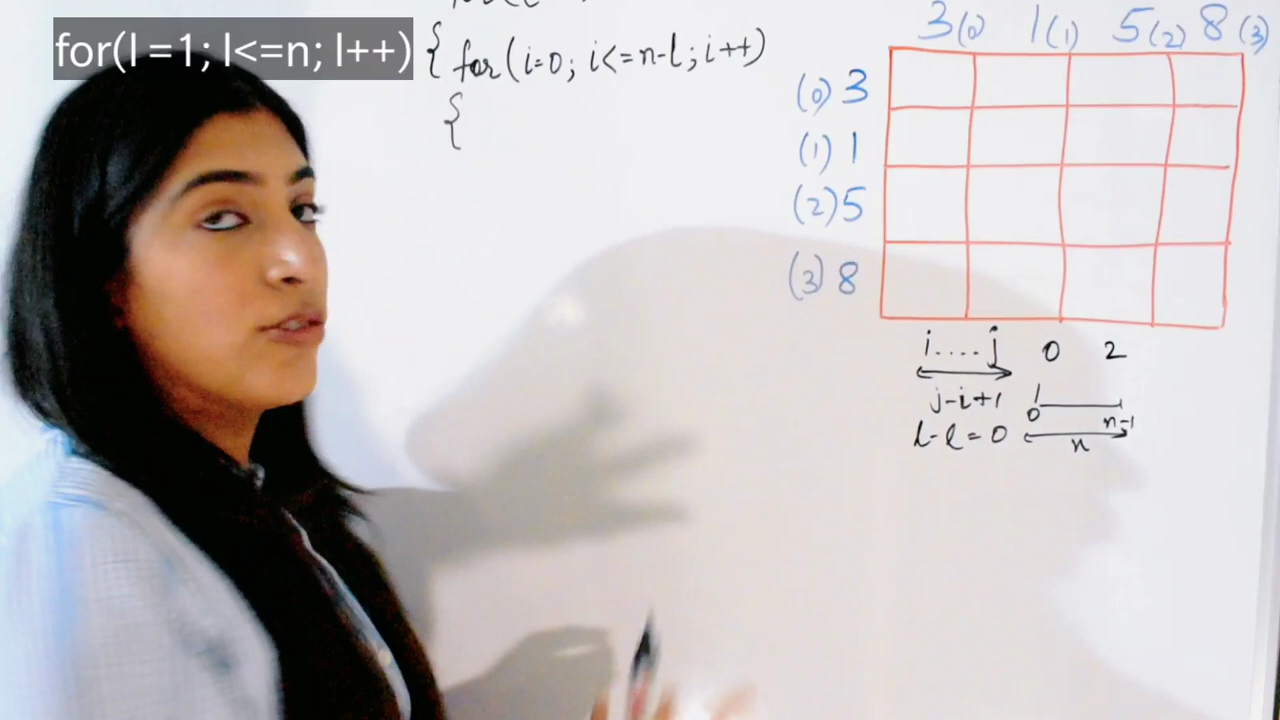 for(l =1; l<=n; l++)
{ for(i=0; i<=n-l; i++)
{
3(0) 1(1) 5(2) 8(3)
(0) 3
(1) 1
(2) 5
(3) 8
i....j 0 2
j-i+1
0 n-1
l-l=0
n